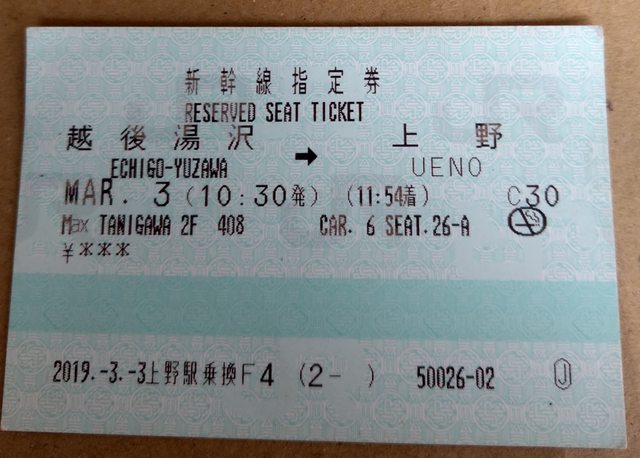 新幹線指定券
RESERVED SEAT TICKET
越後湯沢 → 上野
ECHIGO-YUZAWA UENO
MAR. 3 (10:30発) (11:54着) C30
Max TANIGAWA 2F 408 CAR. 6 SEAT.26-A
¥***
2019.-3.-3上野駅乗換F4 (2- ) 50026-02 U